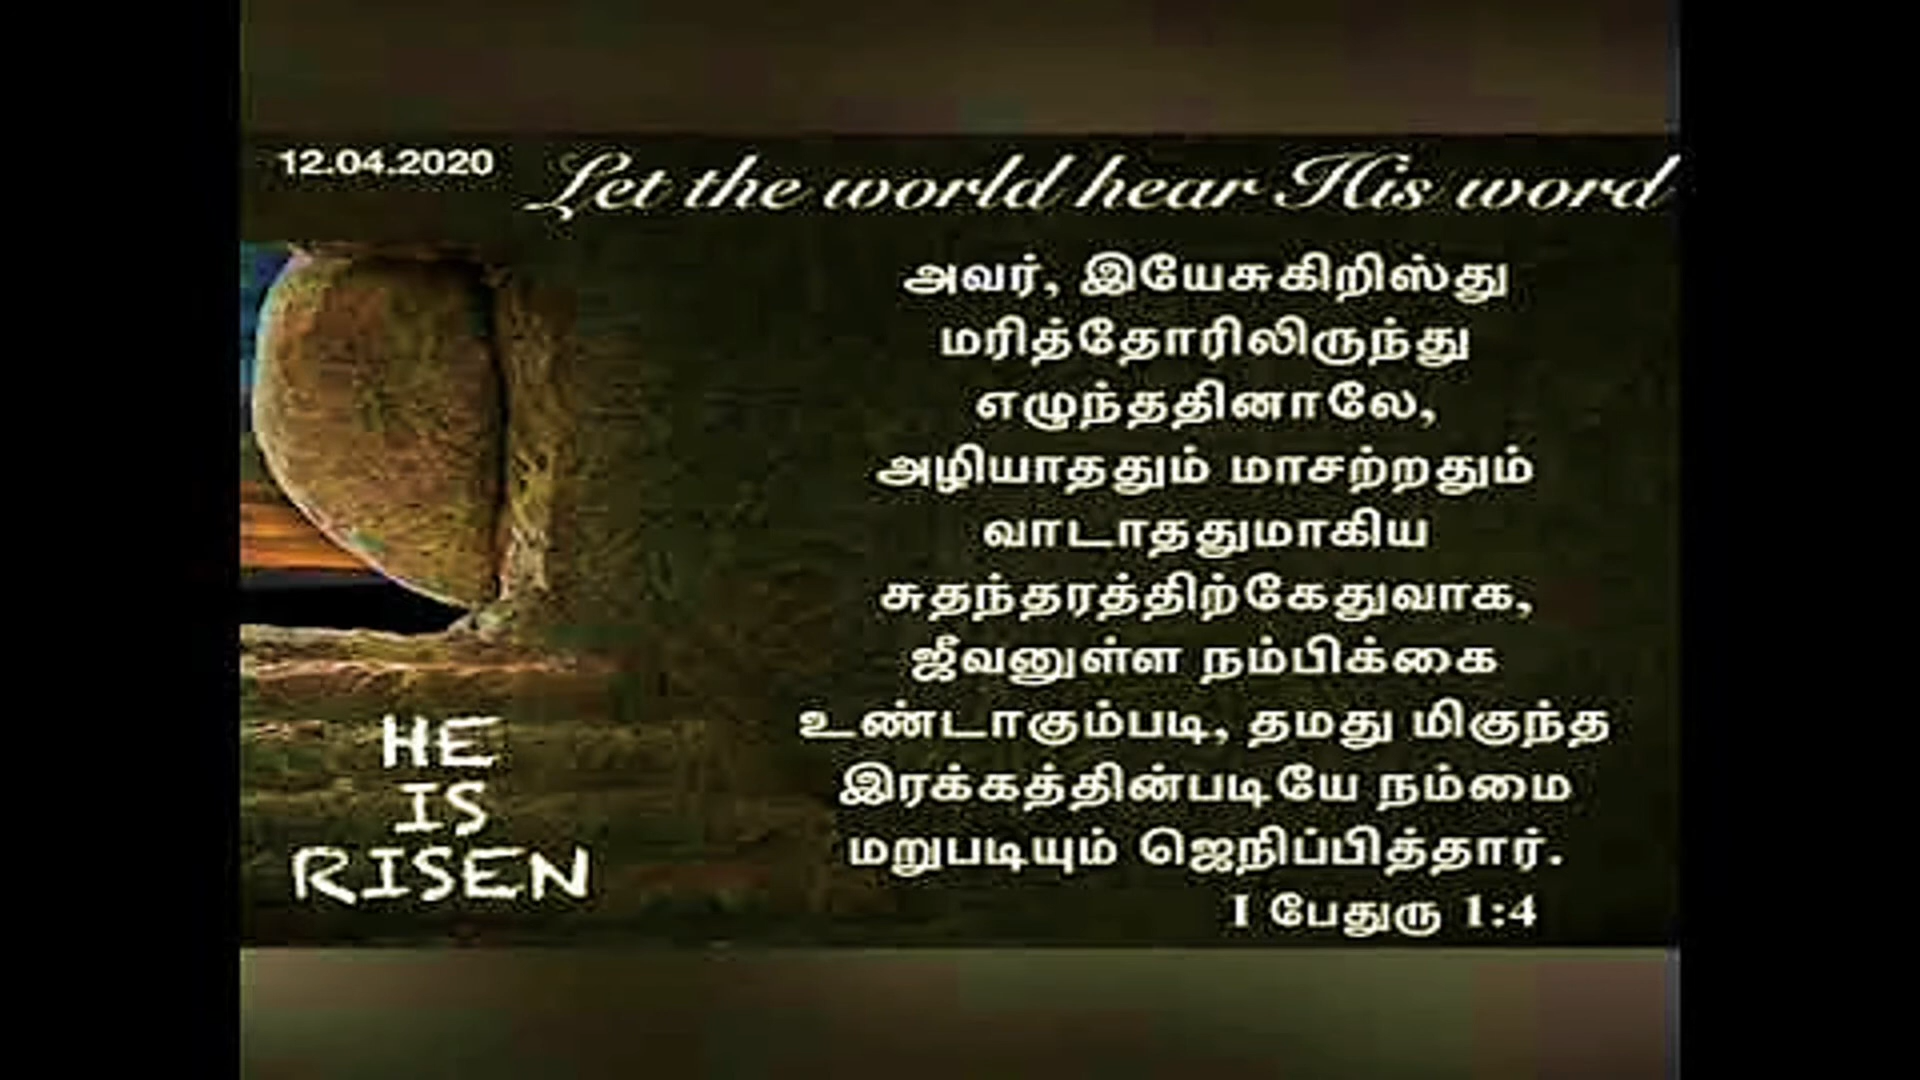 12.04.2020
Let the world hear His word
அவர், இயேசுகிறிஸ்து
மரித்தோரிலிருந்து
எழுந்ததினாலே,
அழியாததும் மாசற்றதும்
வாடாததுமாகிய
சுதந்தரத்திற்கேதுவாக,
ஜீவனுள்ள நம்பிக்கை
உண்டாகும்படி, தமது மிகுந்த
இரக்கத்தின்படியே நம்மை
மறுபடியும் ஜெநிப்பித்தார்.
I பேதுரு 1:4
HE
IS
RISEN